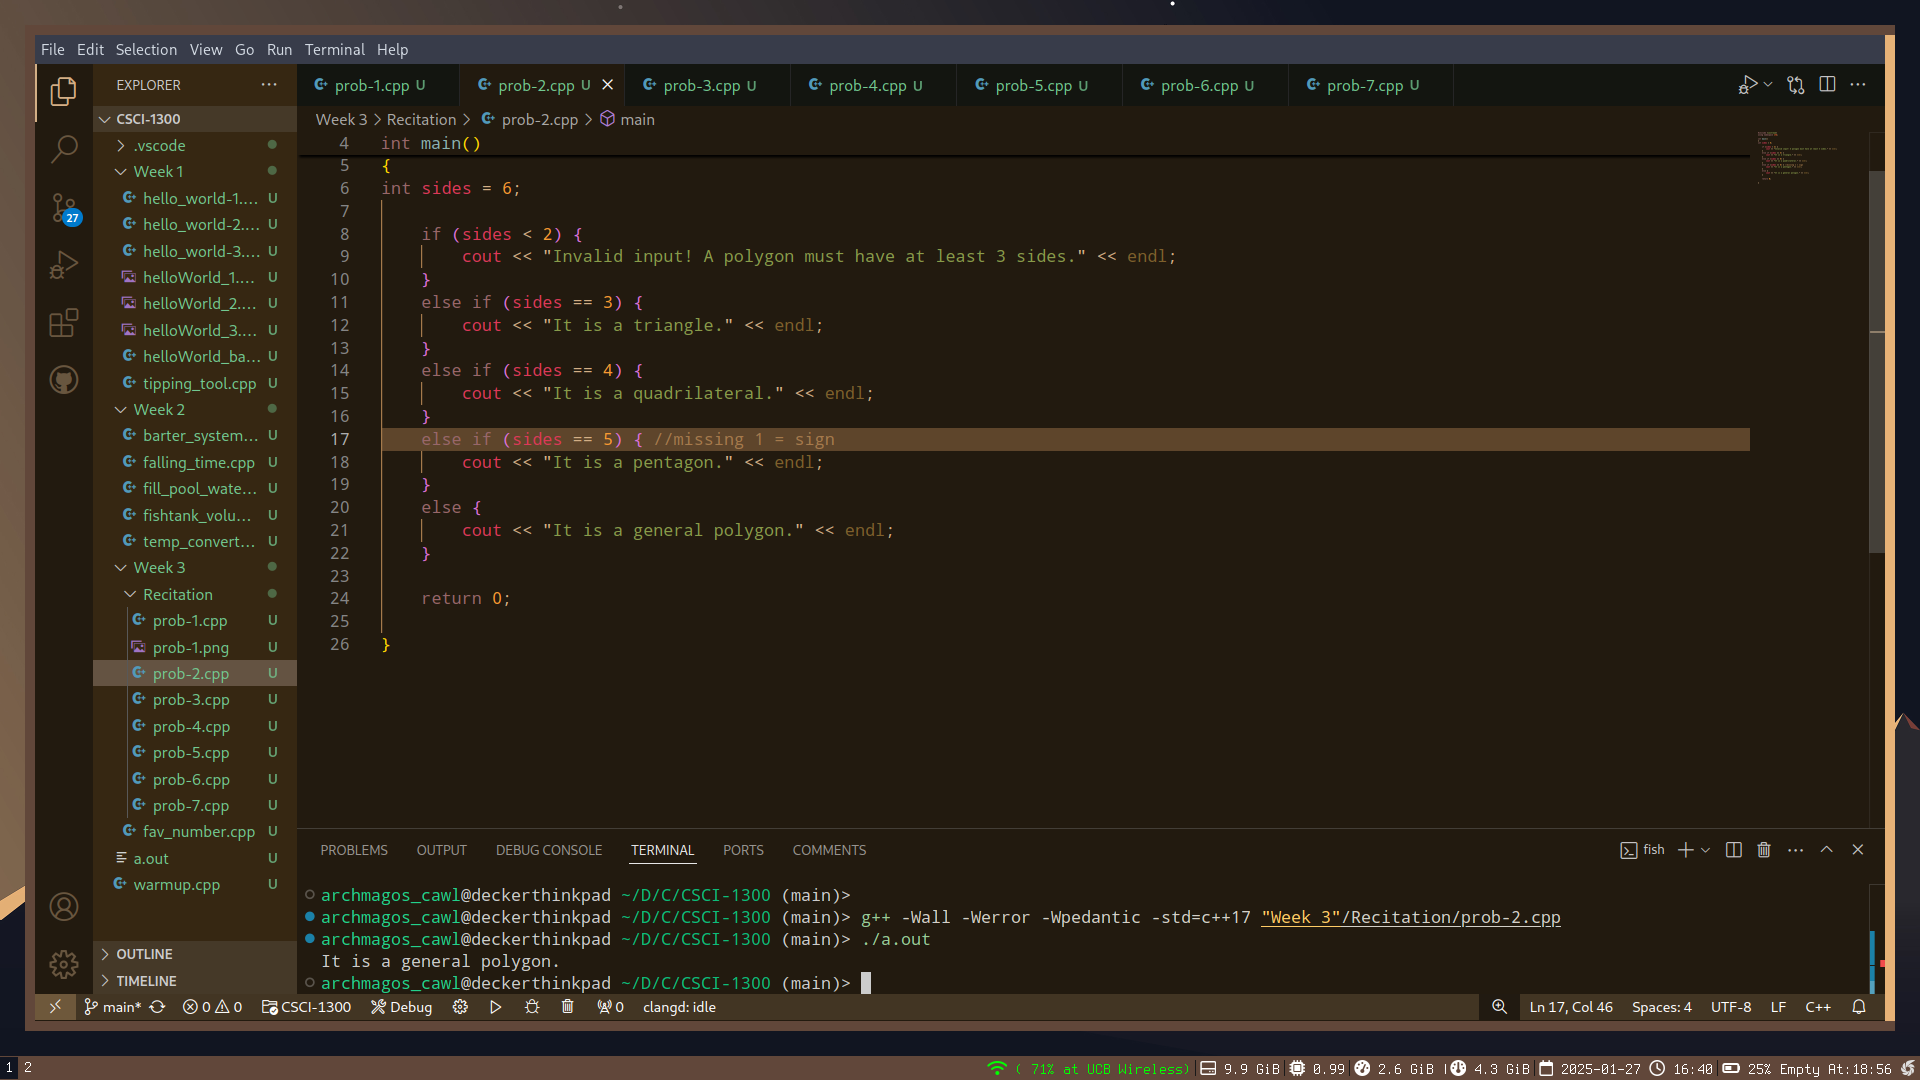 File Edit Selection View Go Run Terminal Help
EXPLORER
prob-1.cpp U prob-2.cpp U prob-3.cpp U prob-4.cpp U prob-5.cpp U prob-6.cpp U prob-7.cpp U
Week 3 > Recitation > prob-2.cpp > main
CSCI-1300
.vscode
Week 1
hello_world-1.... U
hello_world-2.... U
hello_world-3.... U
helloWorld_1.... U
helloWorld_2.... U
helloWorld_3.... U
helloWorld_ba... U
tipping_tool.cpp U
Week 2
barter_system... U
falling_time.cpp U
fill_pool_wate... U
fishtank_volu... U
temp_convert... U
Week 3
Recitation
prob-1.cpp U
prob-1.png U
prob-2.cpp U
prob-3.cpp U
prob-4.cpp U
prob-5.cpp U
prob-6.cpp U
prob-7.cpp U
fav_number.cpp U
a.out U
warmup.cpp U
OUTLINE
TIMELINE
27
4 int main()
5 {
6 int sides = 6;
7
8 if (sides < 2) {
9 cout << "Invalid input! A polygon must have at least 3 sides." << endl;
10 }
11 else if (sides == 3) {
12 cout << "It is a triangle." << endl;
13 }
14 else if (sides == 4) {
15 cout << "It is a quadrilateral." << endl;
16 }
17 else if (sides == 5) { //missing 1 = sign
18 cout << "It is a pentagon." << endl;
19 }
20 else {
21 cout << "It is a general polygon." << endl;
22 }
23
24 return 0;
25
26 }
PROBLEMS OUTPUT DEBUG CONSOLE TERMINAL PORTS COMMENTS
fish
archmagos_cawl@deckerthinkpad ~/D/C/CSCI-1300 (main)>
archmagos_cawl@deckerthinkpad ~/D/C/CSCI-1300 (main)> g++ -Wall -Werror -Wpedantic -std=c++17 "Week 3"/Recitation/prob-2.cpp
archmagos_cawl@deckerthinkpad ~/D/C/CSCI-1300 (main)> ./a.out
It is a general polygon.
archmagos_cawl@deckerthinkpad ~/D/C/CSCI-1300 (main)>
main* 0 0 CSCI-1300 Debug 0 clangd: idle Ln 17, Col 46 Spaces: 4 UTF-8 LF C++
1 2 ( 71% at UCB Wireless) 9.9 GiB 0.99 2.6 GiB | 4.3 GiB 2025-01-27 16:40 25% Empty At:18:56